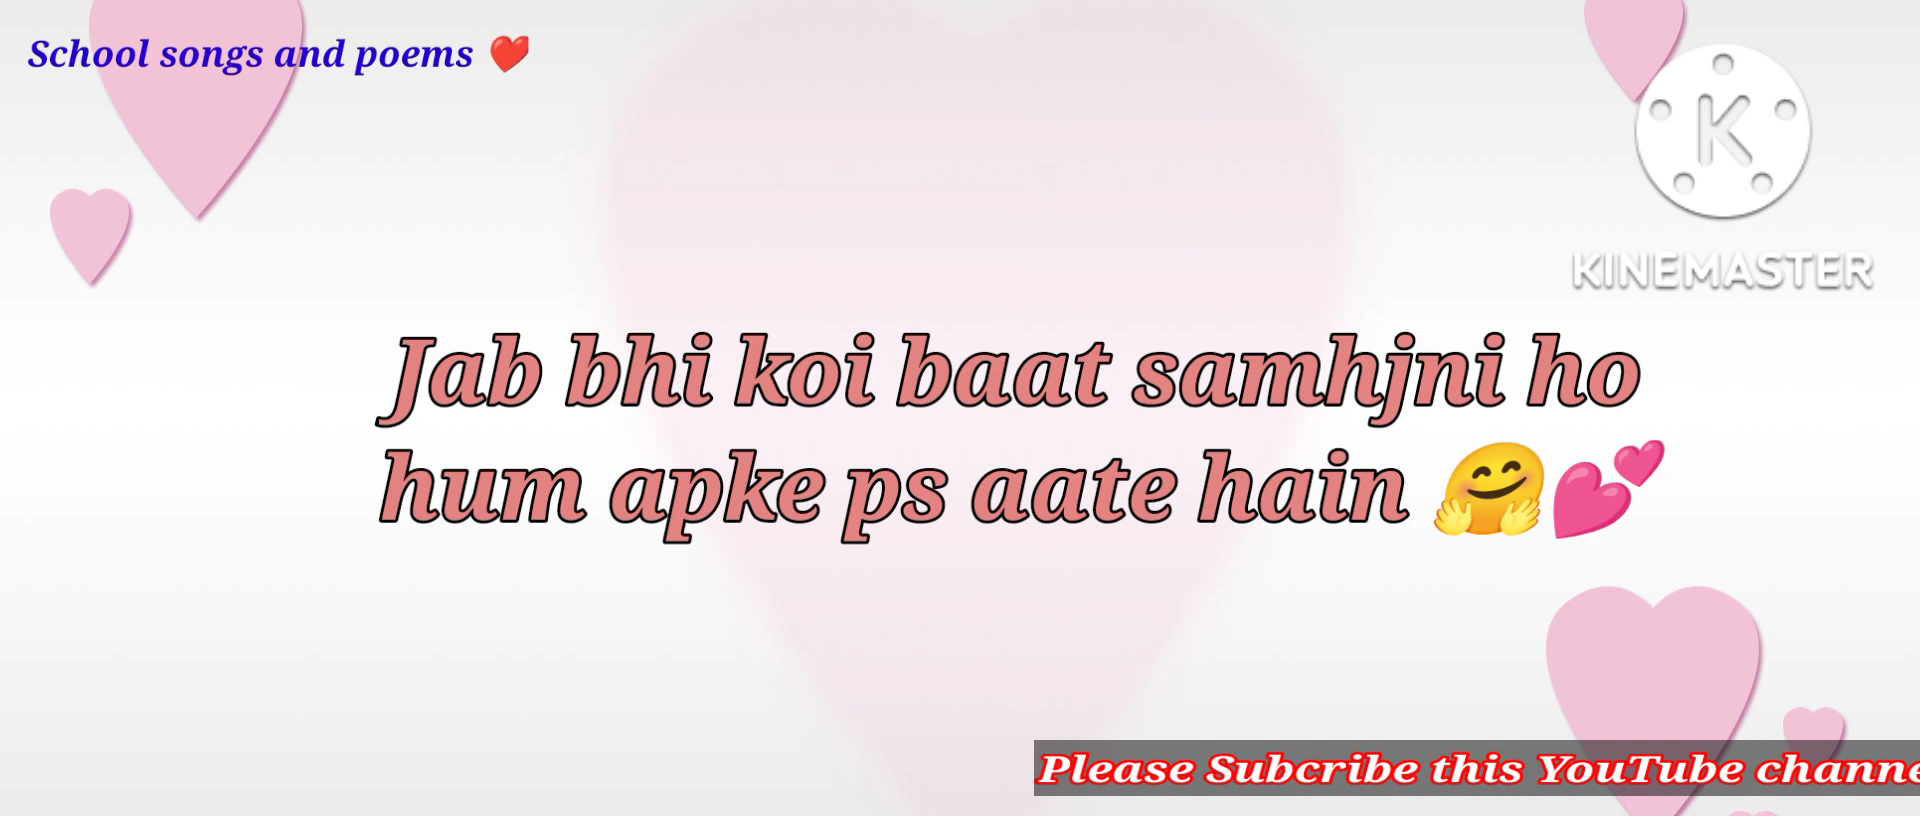 School songs and poems ❤️
K
KINEMASTER
Jab bhi koi baat samhjni ho
hum apke ps aate hain 🤗💕
Please Subcribe this YouTube channe